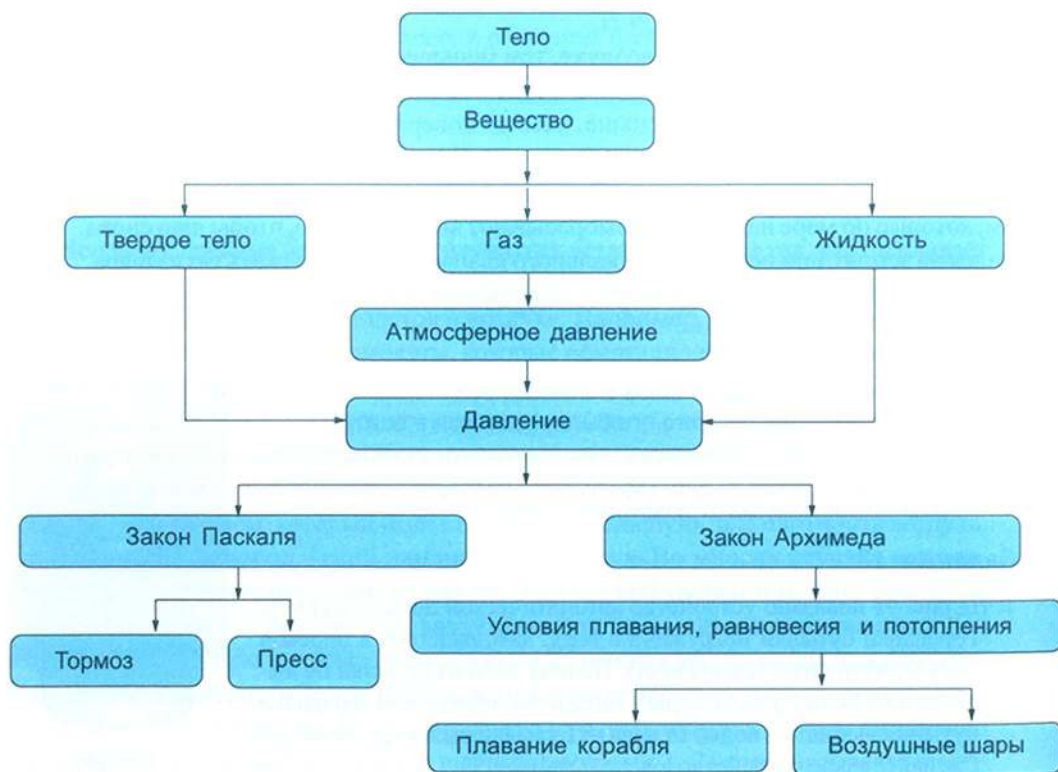 Тело
Вещество
Твердое тело
Газ
Жидкость
Атмосферное давление
Давление
Закон Паскаля
Закон Архимеда
Условия плавания, равновесия и потопления
Тормоз
Пресс
Плавание корабля
Воздушные шары